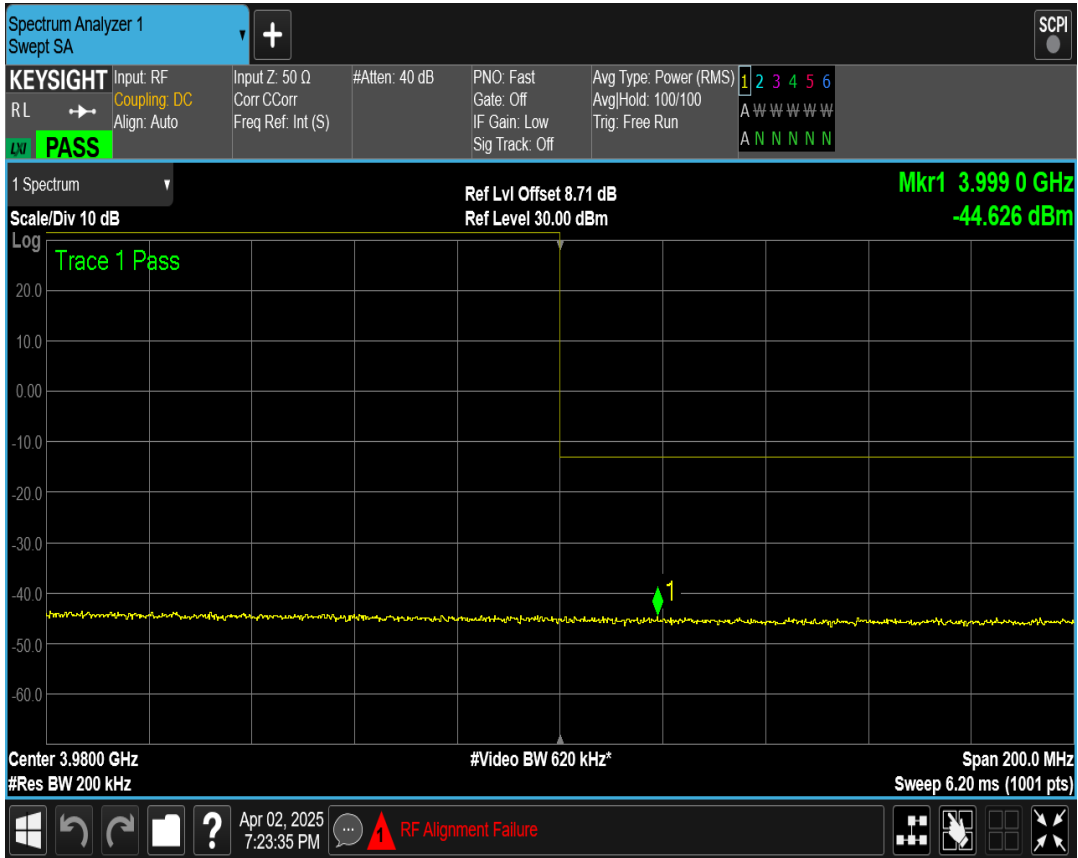 Spectrum Analyzer 1
Swept SA
+
SCPI
KEYSIGHT
RL
LXI PASS
Input: RF
Coupling: DC
Align: Auto
Input Z: 50 Ω
Corr CCorr
Freq Ref: Int (S)
#Atten: 40 dB
PNO: Fast
Gate: Off
IF Gain: Low
Sig Track: Off
Avg Type: Power (RMS)
Avg|Hold: 100/100
Trig: Free Run
1 2 3 4 5 6
A W W W W W
A N N N N N
1 Spectrum
Scale/Div 10 dB
Ref Lvl Offset 8.71 dB
Ref Level 30.00 dBm
Mkr1 3.999 0 GHz
-44.626 dBm
Log
Trace 1 Pass
20.0
10.0
0.00
-10.0
-20.0
-30.0
-40.0
1
-50.0
-60.0
Center 3.9800 GHz
#Res BW 200 kHz
#Video BW 620 kHz*
Span 200.0 MHz
Sweep 6.20 ms (1001 pts)
?
Apr 02, 2025
7:23:35 PM
1
RF Alignment Failure